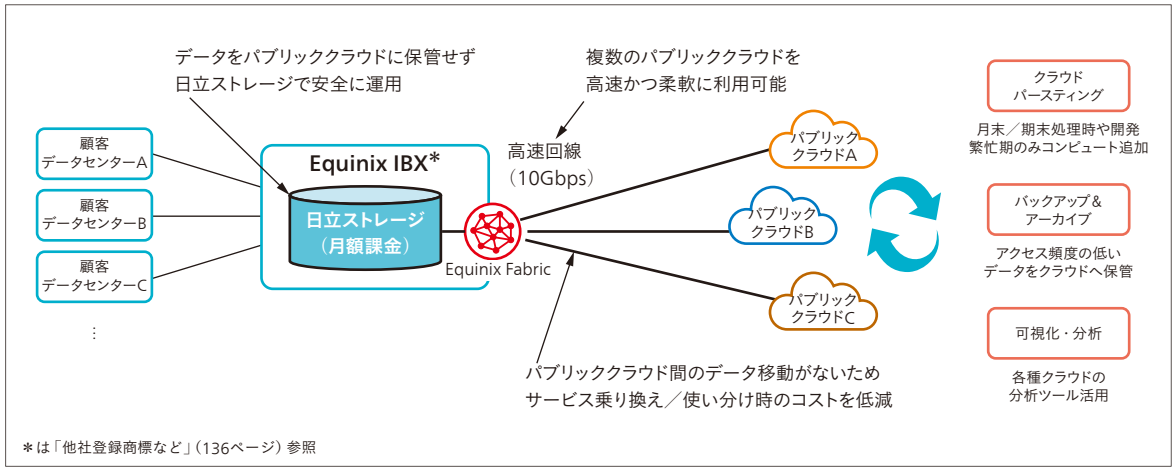 データをパブリッククラウドに保管せず
日立ストレージで安全に運用
複数のパブリッククラウドを
高速かつ柔軟に利用可能
顧客
データセンターA
顧客
データセンターB
顧客
データセンターC
⋮
Equinix IBX*
日立ストレージ
（月額課金）
Equinix Fabric
高速回線
（10Gbps）
パブリック
クラウドA
パブリック
クラウドB
パブリック
クラウドC
パブリッククラウド間のデータ移動がないため
サービス乗り換え／使い分け時のコストを低減
クラウド
バースティング
月末／期末処理時や開発
繁忙期のみコンピュート追加
バックアップ&
アーカイブ
アクセス頻度の低い
データをクラウドへ保管
可視化・分析
各種クラウドの
分析ツール活用
*は「他社登録商標など」（136ページ）参照